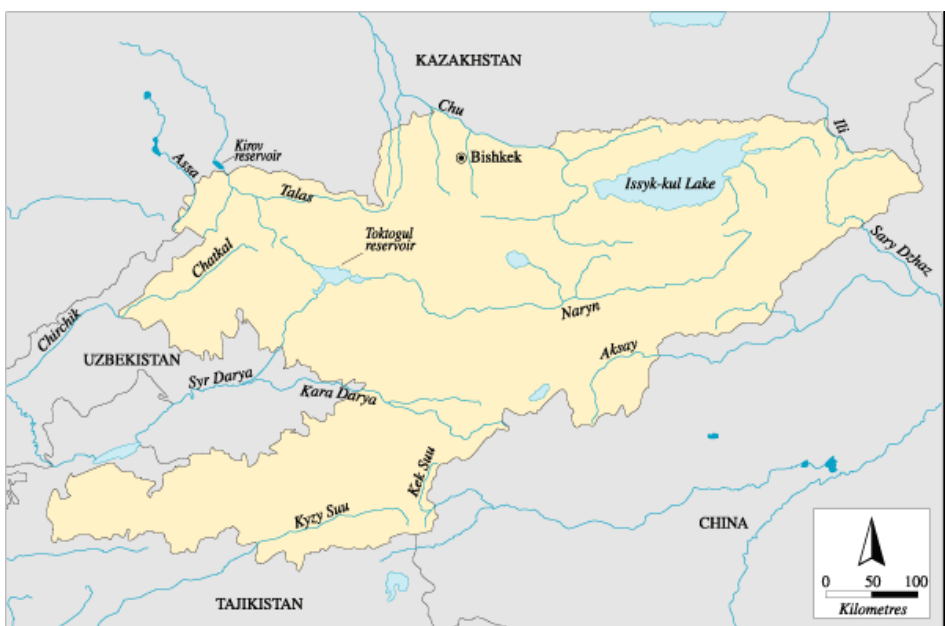 KAZAKHSTAN
Chu
Ili
Kirov
reservoir
Bishkek
Assa
Issyk-kul Lake
Talas
Toktogul
reservoir
Sary Dzhaz
Chatkal
Naryn
Chirchik
Aksay
UZBEKISTAN
Syr Darya
Kara Darya
Kek Suu
Kyzy Suu
CHINA
TAJIKISTAN
0 50 100
Kilometres